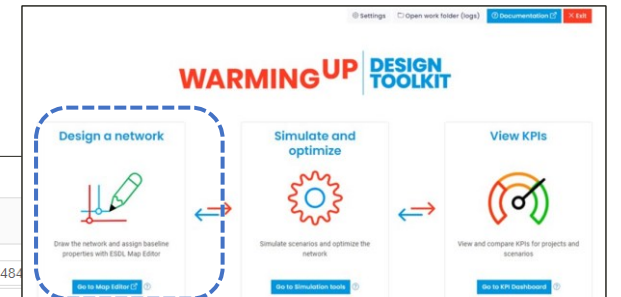 Settings Open work folder (logs) Documentation Exit
WARMINGUP DESIGN TOOLKIT
Design a network
Simulate and optimize
View KPIs
Draw the network and assign baseline properties with ESDL Map Editor
Simulate scenarios and optimize the network
View and compare KPIs for projects and scenarios
484
Go to Map Editor
Go to Simulation tools
Go to KPI Dashboard